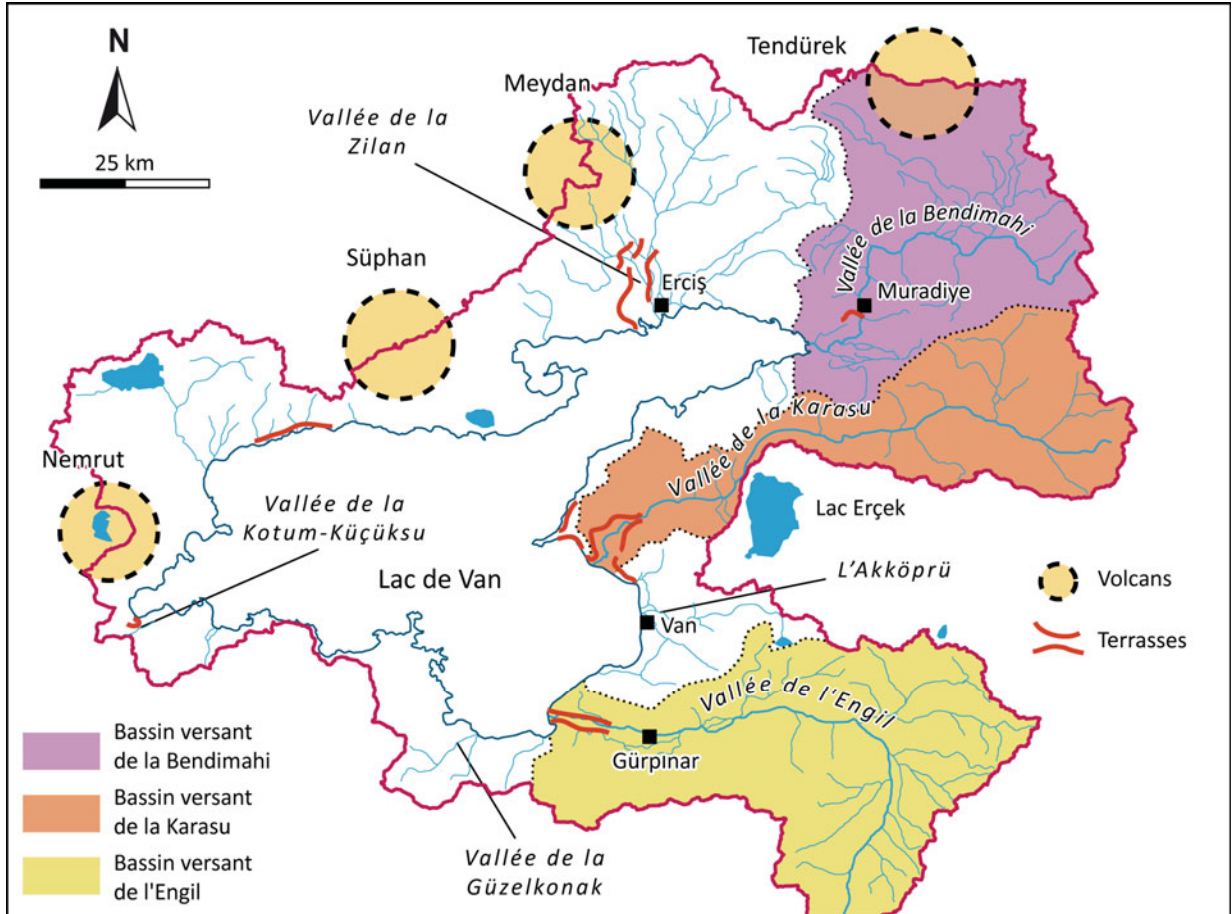 N
25 km
Tendürek
Meydan
Vallée de la
Zilan
Vallée de la Bendimahi
Süphan
Erciş
Muradiye
Vallée de la Karasu
Nemrut
Vallée de la
Kotum-Küçüksu
Lac Erçek
Lac de Van
L'Akköprü
Volcans
Van
Terrasses
Vallée de l'Engil
Gürpınar
Bassin versant
de la Bendimahi
Bassin versant
de la Karasu
Bassin versant
de l'Engil
Vallée de la
Güzelkonak